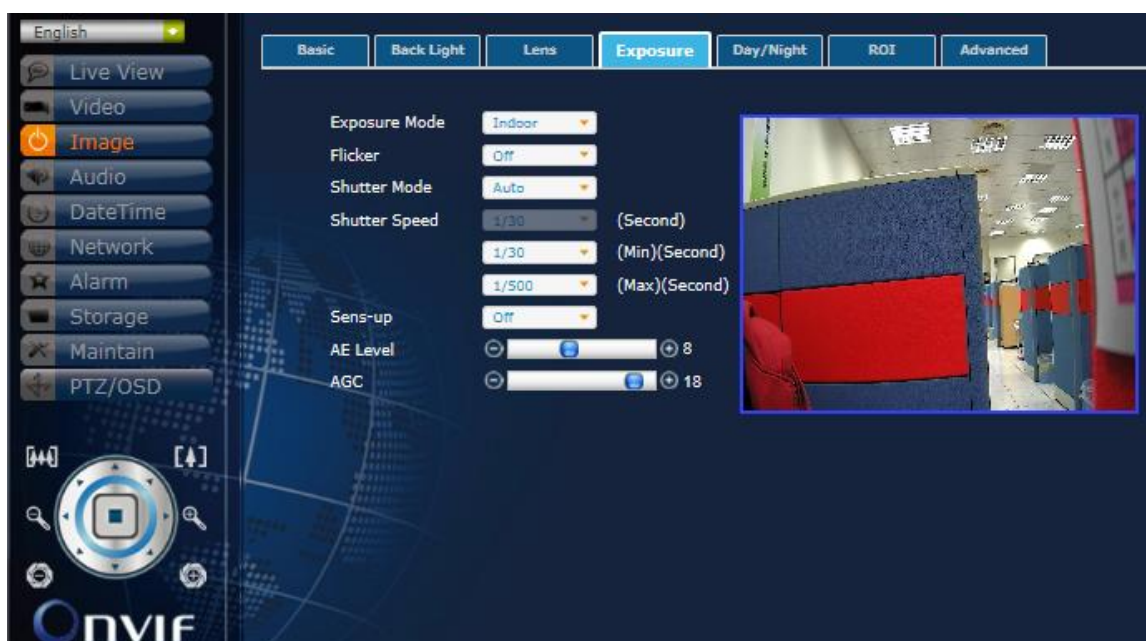 English
Live View
Video
Image
Audio
DateTime
Network
Alarm
Storage
Maintain
PTZ/OSD
ONVIF
Basic
Back Light
Lens
Exposure
Day/Night
ROI
Advanced
Exposure Mode Indoor
Flicker Off
Shutter Mode Auto
Shutter Speed 1/30 (Second)
1/30 (Min)(Second)
1/500 (Max)(Second)
Sens-up Off
AE Level 8
AGC 18